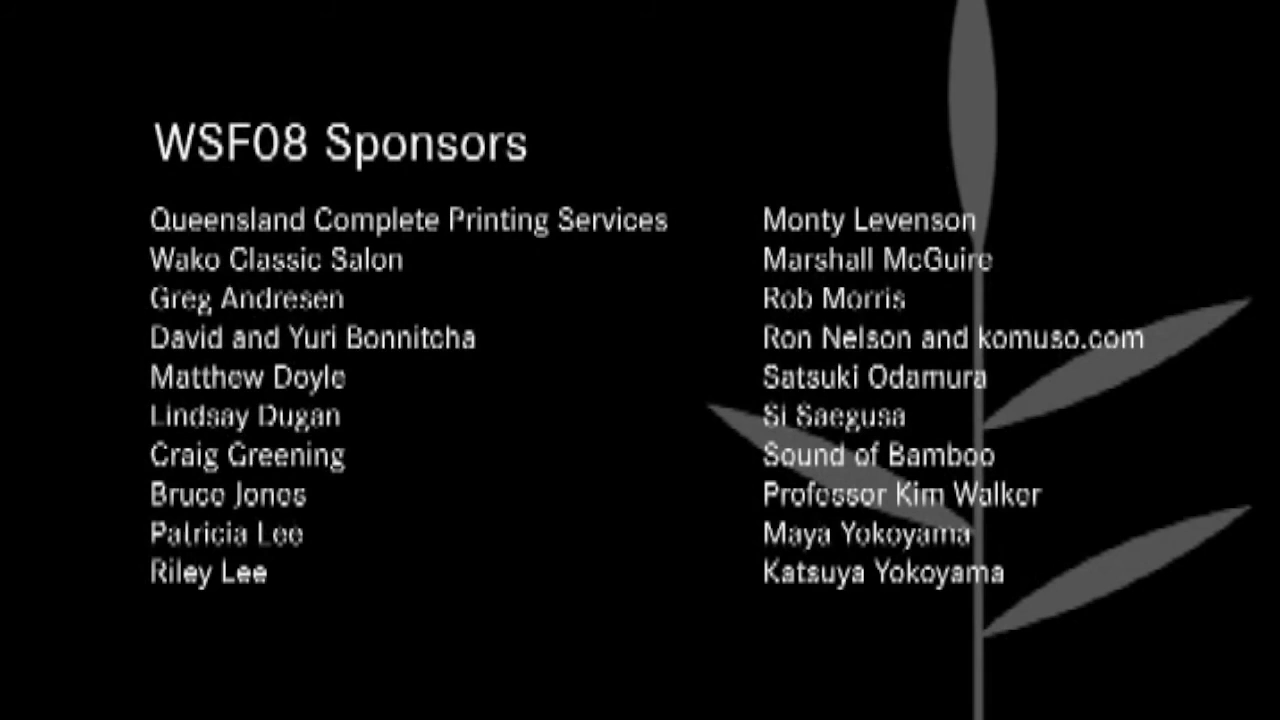 WSF08 Sponsors
Queensland Complete Printing Services
Wako Classic Salon
Greg Andresen
David and Yuri Bonnitcha
Matthew Doyle
Lindsay Dugan
Craig Greening
Bruce Jones
Patricia Lee
Riley Lee
Monty Levenson
Marshall McGuire
Rob Morris
Ron Nelson and komuso.com
Satsuki Odamura
Si Saegusa
Sound of Bamboo
Professor Kim Walker
Maya Yokoyama
Katsuya Yokoyama